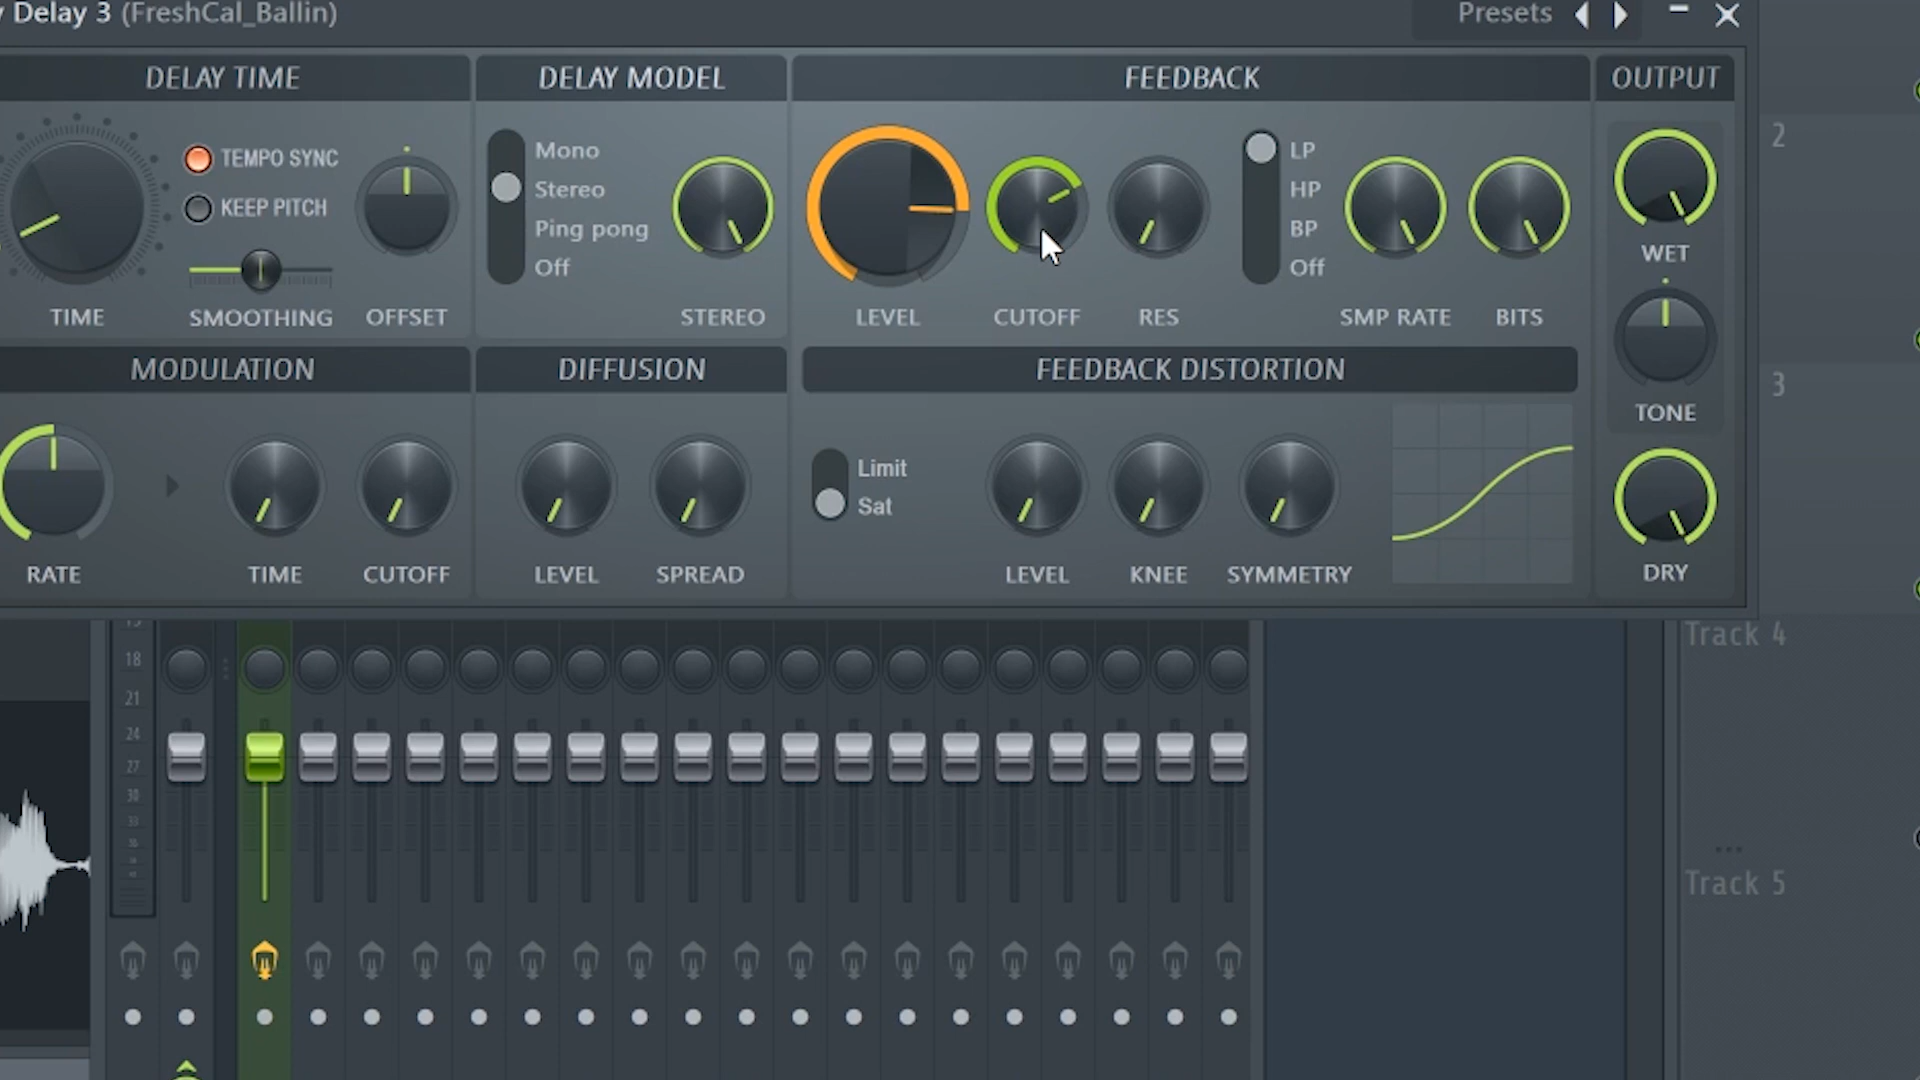 Delay 3 (FreshCal_Ballin)
Presets
DELAY TIME
DELAY MODEL
FEEDBACK
OUTPUT
TEMPO SYNC
KEEP PITCH
TIME
SMOOTHING
OFFSET
Mono
Stereo
Ping pong
Off
STEREO
LEVEL
CUTOFF
RES
LP
HP
BP
Off
SMP RATE
BITS
WET
TONE
DRY
MODULATION
DIFFUSION
FEEDBACK DISTORTION
RATE
TIME
CUTOFF
LEVEL
SPREAD
Limit
Sat
LEVEL
KNEE
SYMMETRY
2
3
Track 4
Track 5
18
21
24
27
30
33